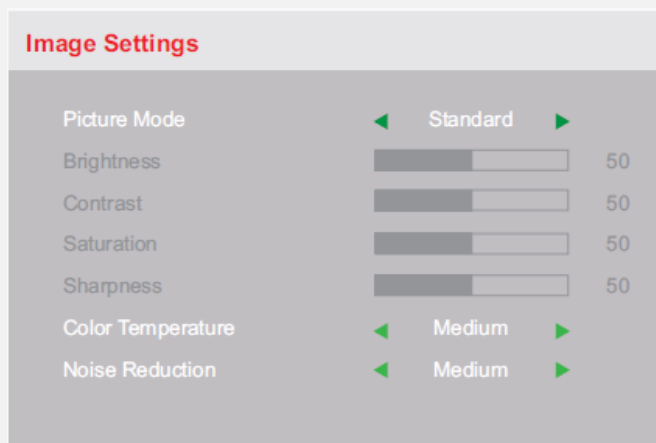 Image Settings
Picture Mode Standard
Brightness 50
Contrast 50
Saturation 50
Sharpness 50
Color Temperature Medium
Noise Reduction Medium